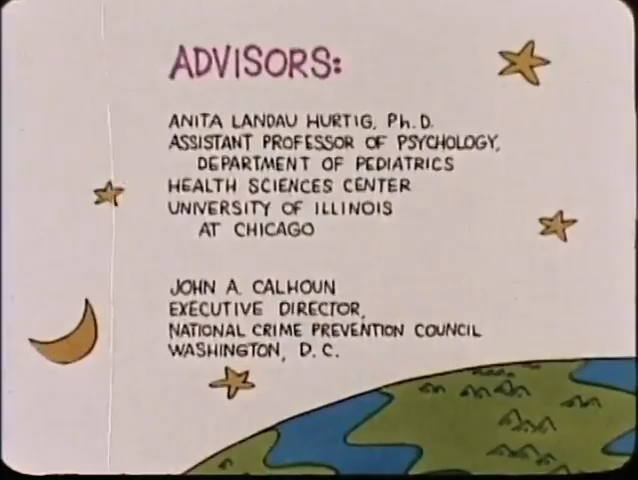 ADVISORS:
ANITA LANDAU HURTIG, Ph.D.
ASSISTANT PROFESSOR OF PSYCHOLOGY,
DEPARTMENT OF PEDIATRICS
HEALTH SCIENCES CENTER
UNIVERSITY OF ILLINOIS
AT CHICAGO
JOHN A. CALHOUN
EXECUTIVE DIRECTOR,
NATIONAL CRIME PREVENTION COUNCIL
WASHINGTON, D.C.